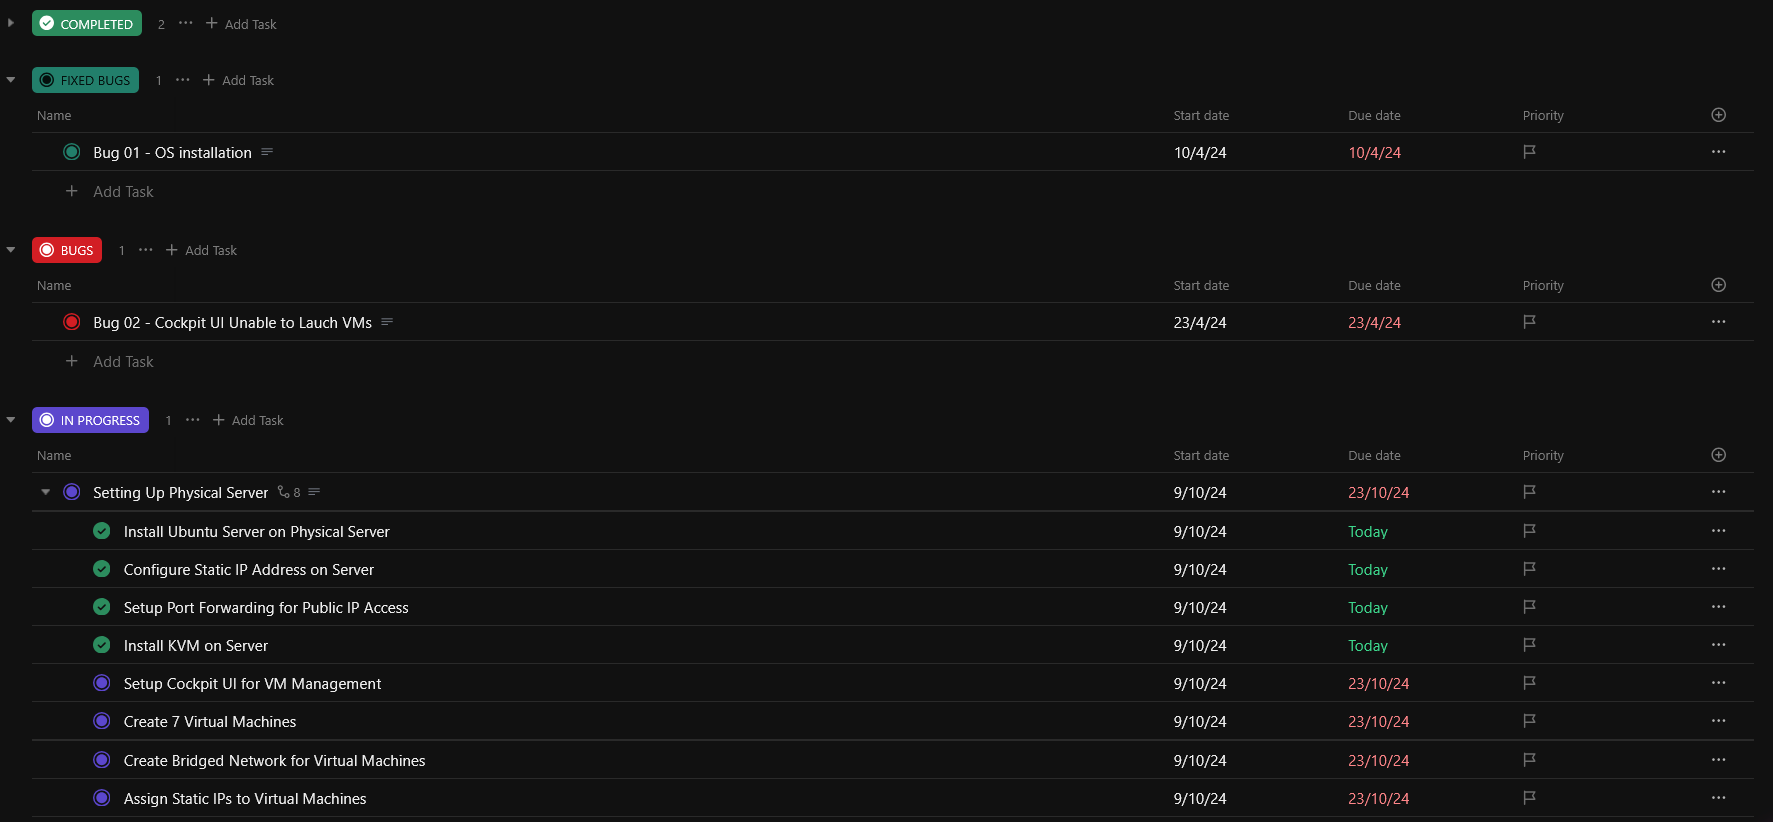 COMPLETED 2 ... + Add Task
FIXED BUGS 1 ... + Add Task
Name Start date Due date Priority
Bug 01 - OS installation 10/4/24 10/4/24
+ Add Task
BUGS 1 ... + Add Task
Name Start date Due date Priority
Bug 02 - Cockpit UI Unable to Lauch VMs 23/4/24 23/4/24
+ Add Task
IN PROGRESS 1 ... + Add Task
Name Start date Due date Priority
Setting Up Physical Server 8 9/10/24 23/10/24
Install Ubuntu Server on Physical Server 9/10/24 Today
Configure Static IP Address on Server 9/10/24 Today
Setup Port Forwarding for Public IP Access 9/10/24 Today
Install KVM on Server 9/10/24 Today
Setup Cockpit UI for VM Management 9/10/24 23/10/24
Create 7 Virtual Machines 9/10/24 23/10/24
Create Bridged Network for Virtual Machines 9/10/24 23/10/24
Assign Static IPs to Virtual Machines 9/10/24 23/10/24